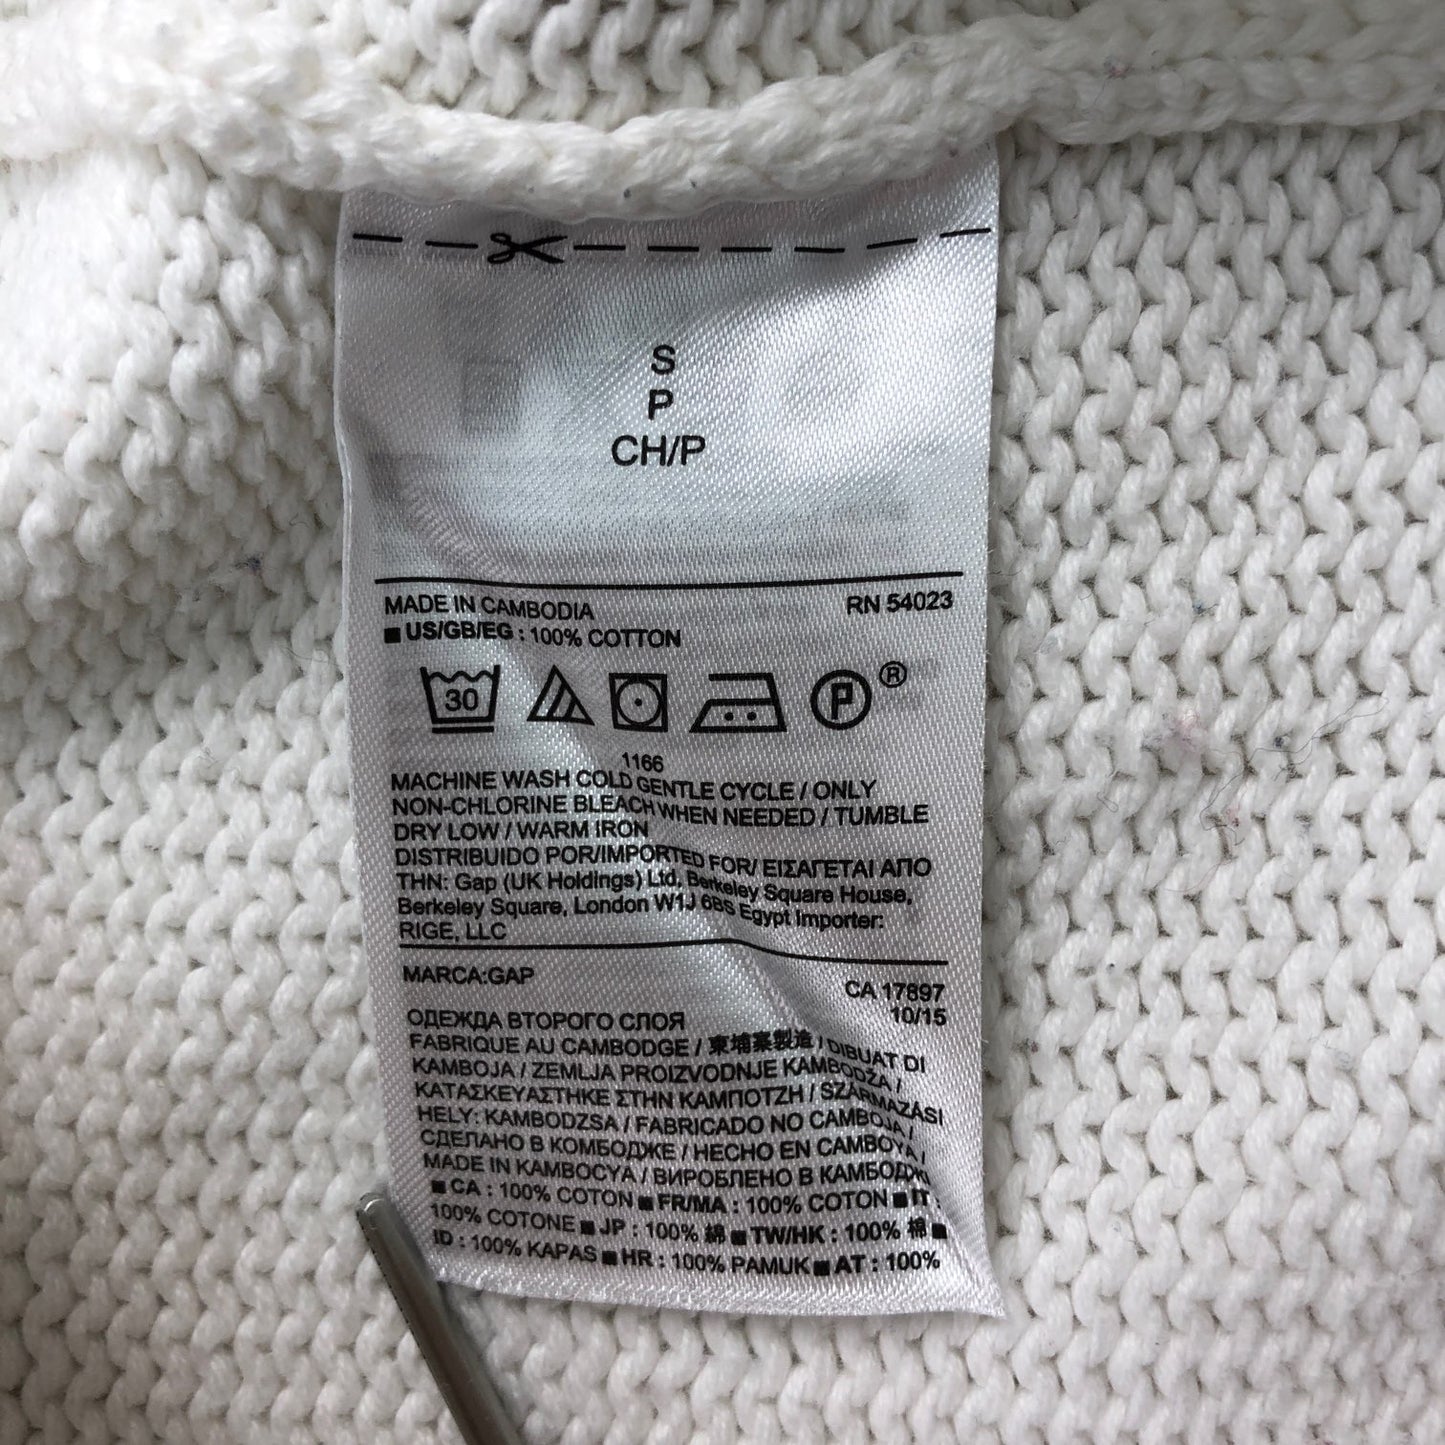 S
P
CH/P
MADE IN CAMBODIA RN 54023
■ US/GB/EG : 100% COTTON
30 P ®
1166
MACHINE WASH COLD GENTLE CYCLE / ONLY
NON-CHLORINE BLEACH WHEN NEEDED / TUMBLE
DRY LOW / WARM IRON
DISTRIBUIDO POR/IMPORTED FOR/ ΕΙΣΑΓΕΤΑΙ ΑΠΟ
ΤΗΝ: Gap (UK Holdings) Ltd, Berkeley Square House,
Berkeley Square, London W1J 6BS Egypt Importer:
RIGE, LLC
MARCA:GAP CA 17897
10/15
ОДЕЖДА ВТОРОГО СЛОЯ
FABRIQUE AU CAMBODGE / 柬埔寨製造 / DIBUAT DI
KAMBOJA / ZEMLJA PROIZVODNJE KAMBODŽA /
ΚΑΤΑΣΚΕΥΑΣΤΗΚΕ ΣΤΗΝ ΚΑΜΠΟΤΖΗ / SZÁRMAZÁSI
HELY: KAMBODZSA / FABRICADO NO CAMBOJA /
СДЕЛАНО В КОМБОДЖЕ / HECHO EN CAMBOYA /
MADE IN KAMBOCYA / ВИРОБЛЕНО В КАМБОДЖІ
■ CA : 100% COTON ■ FR/MA : 100% COTON ■ IT :
100% COTONE ■ JP : 100% 綿 ■ TW/HK : 100% 棉 ■
ID : 100% KAPAS ■ HR : 100% PAMUK ■ AT : 100%